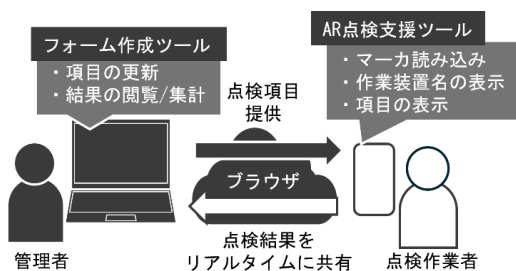 フォーム作成ツール
・項目の更新
・結果の閲覧/集計
AR点検支援ツール
・マーカ読み込み
・作業装置名の表示
・項目の表示
点検項目
提供
ブラウザ
点検結果を
リアルタイムに共有
管理者
点検作業者